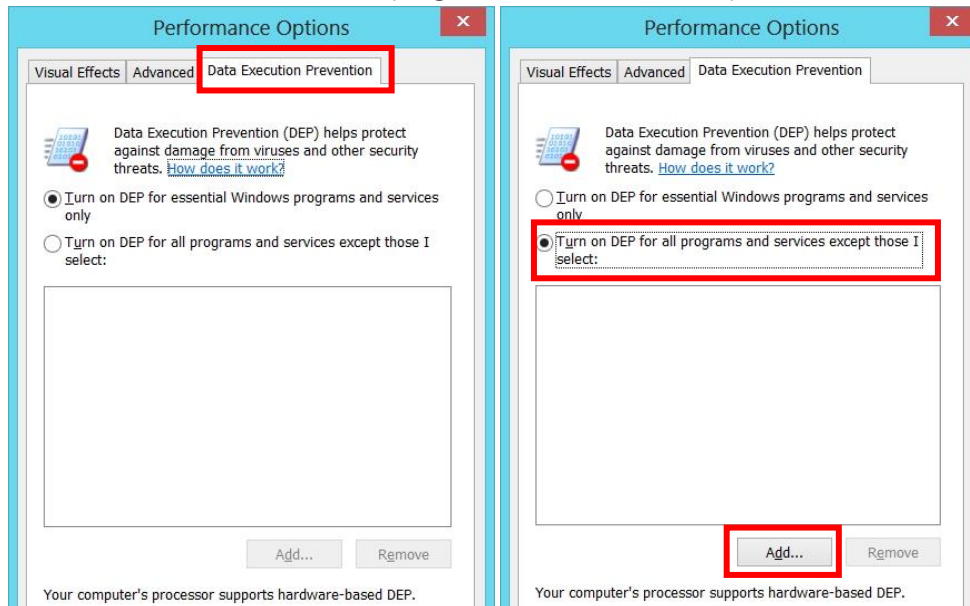 Performance Options
Visual Effects Advanced Data Execution Prevention
Data Execution Prevention (DEP) helps protect
against damage from viruses and other security
threats. How does it work?
Turn on DEP for essential Windows programs and services
only
Turn on DEP for all programs and services except those I
select:
Add... Remove
Your computer's processor supports hardware-based DEP.
Performance Options
Visual Effects Advanced Data Execution Prevention
Data Execution Prevention (DEP) helps protect
against damage from viruses and other security
threats. How does it work?
Turn on DEP for essential Windows programs and services
only
Turn on DEP for all programs and services except those I
select:
Add... Remove
Your computer's processor supports hardware-based DEP.